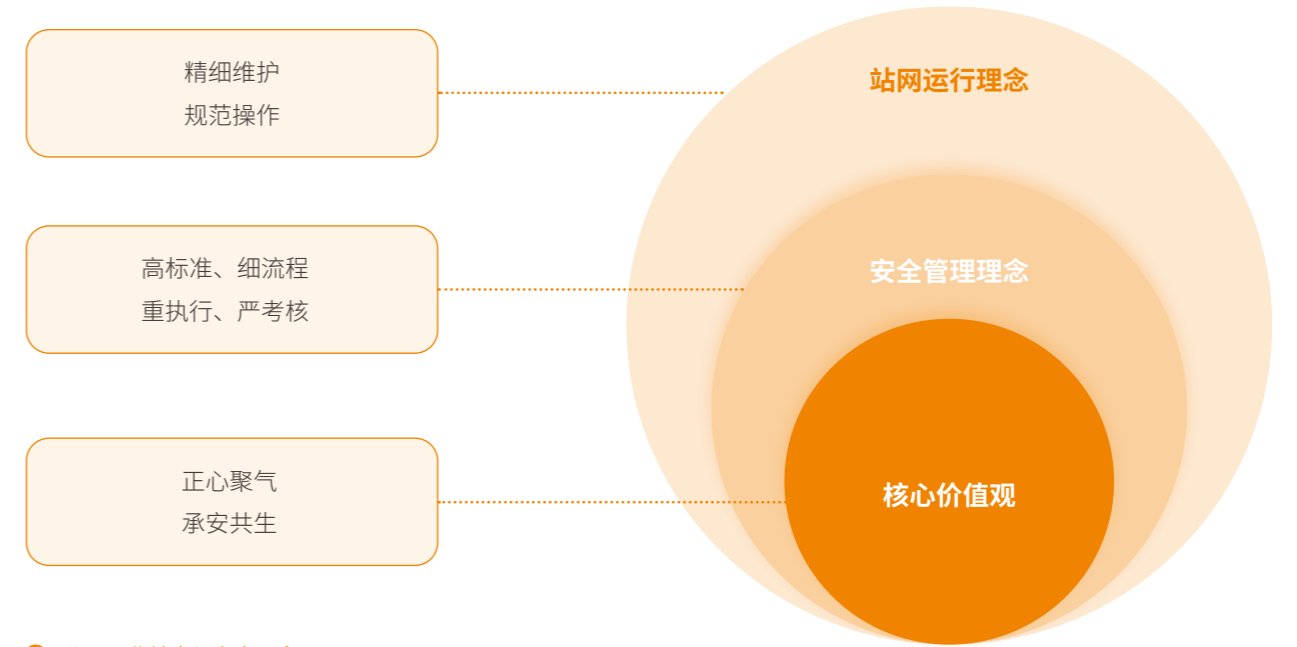 精细维护
规范操作
站网运行理念
高标准、细流程
重执行、严考核
安全管理理念
正心聚气
承安共生
核心价值观